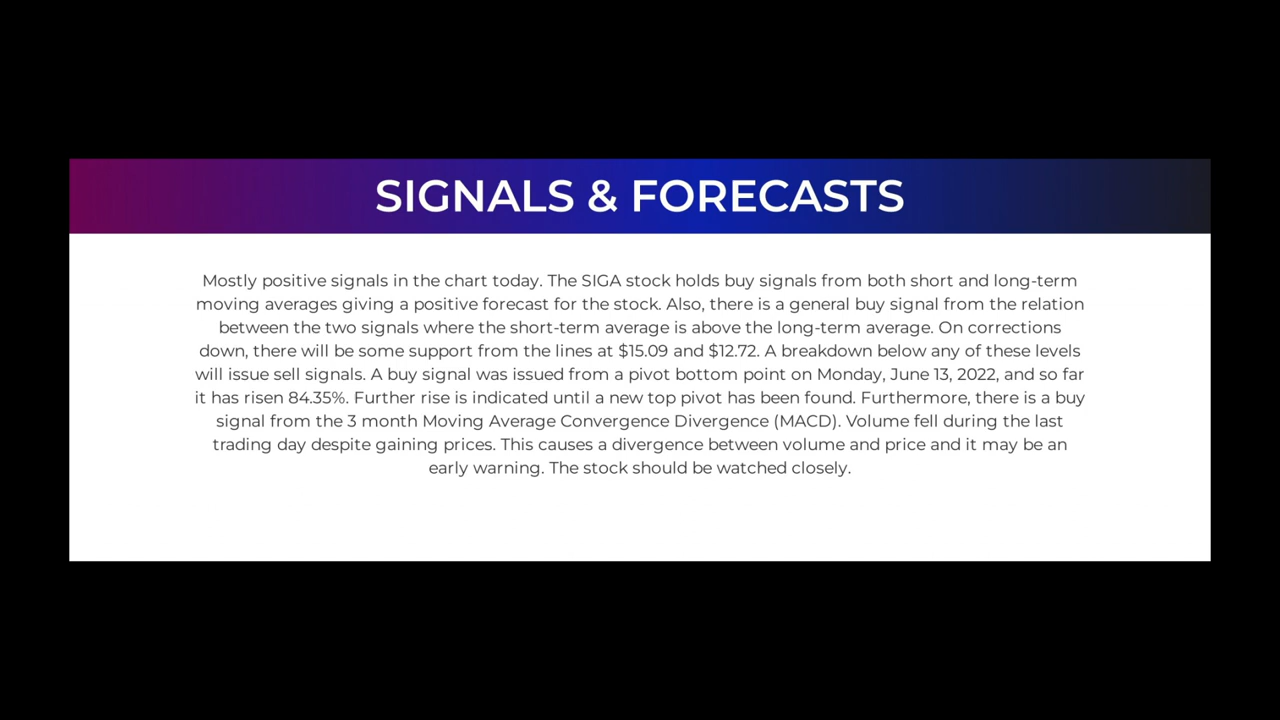 SIGNALS & FORECASTS
Mostly positive signals in the chart today. The SIGA stock holds buy signals from both short and long-term
moving averages giving a positive forecast for the stock. Also, there is a general buy signal from the relation
between the two signals where the short-term average is above the long-term average. On corrections
down, there will be some support from the lines at $15.09 and $12.72. A breakdown below any of these levels
will issue sell signals. A buy signal was issued from a pivot bottom point on Monday, June 13, 2022, and so far
it has risen 84.35%. Further rise is indicated until a new top pivot has been found. Furthermore, there is a buy
signal from the 3 month Moving Average Convergence Divergence (MACD). Volume fell during the last
trading day despite gaining prices. This causes a divergence between volume and price and it may be an
early warning. The stock should be watched closely.